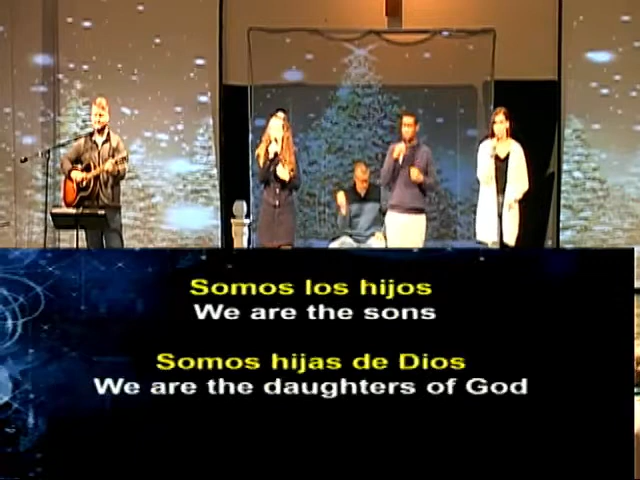 Somos los hijos
We are the sons
Somos hijas de Dios
We are the daughters of God